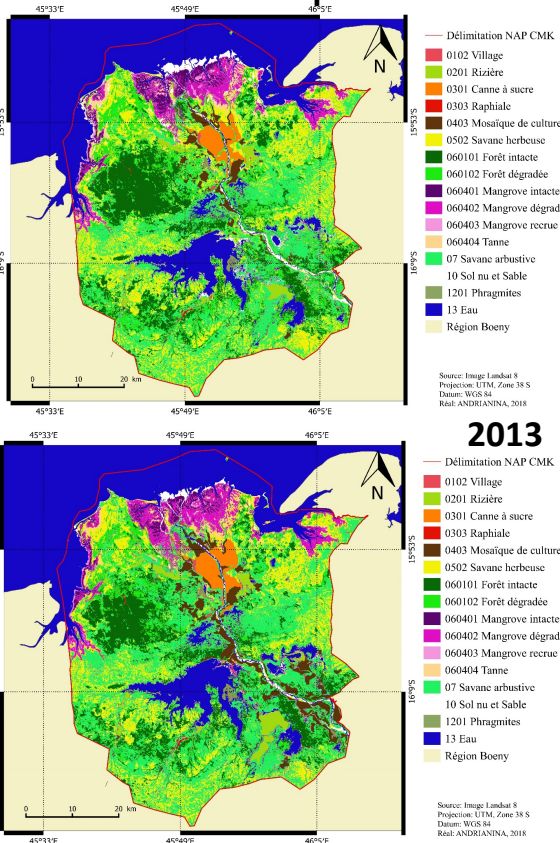 45°33'E 45°49'E 46°5'E
Délimitation NAP CMK
0102 Village
0201 Rizière
0301 Canne à sucre
0303 Raphiale
0403 Mosaïque de culture
0502 Savane herbeuse
060101 Forêt intacte
060102 Forêt dégradée
060401 Mangrove intacte
060402 Mangrove dégrad
060403 Mangrove recrue
060404 Tanne
07 Savane arbustive
10 Sol nu et Sable
1201 Phragmites
13 Eau
Région Boeny
N
15°53'S 15°53'S
16°9'S 16°9'S
0 10 20 km
45°33'E 45°49'E 46°5'E
Source: Image Landsat 8
Projection: UTM, Zone 38 S
Datum: WGS 84
Réal: ANDRIANINA, 2018
2013
Délimitation NAP CMK
0102 Village
0201 Rizière
0301 Canne à sucre
0303 Raphiale
0403 Mosaïque de culture
0502 Savane herbeuse
060101 Forêt intacte
060102 Forêt dégradée
060401 Mangrove intacte
060402 Mangrove dégrad
060403 Mangrove recrue
060404 Tanne
07 Savane arbustive
10 Sol nu et Sable
1201 Phragmites
13 Eau
Région Boeny
N
15°53'S
16°9'S
0 10 20 km
45°33'E 45°49'E 46°5'E
Source: Image Landsat 8
Projection: UTM, Zone 38 S
Datum: WGS 84
Réal: ANDRIANINA, 2018